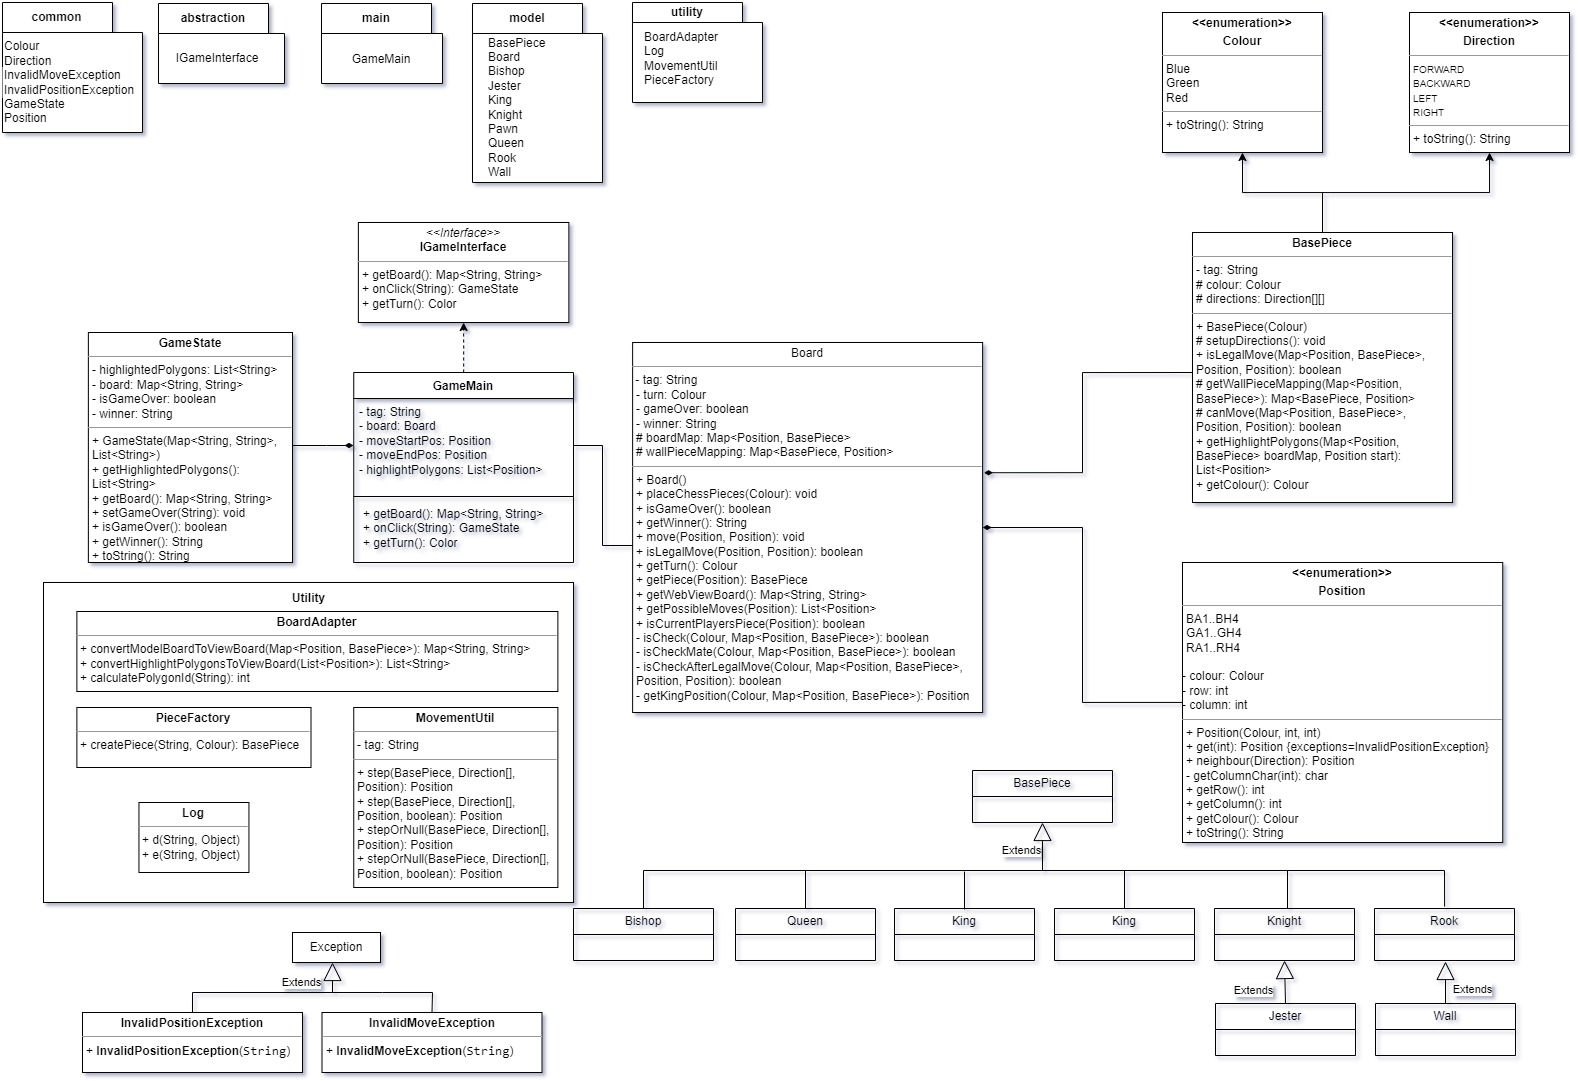 common
Colour
Direction
InvalidMoveException
InvalidPositionException
GameState
Position
abstraction
IGameInterface
main
GameMain
model
BasePiece
Board
Bishop
Jester
King
Knight
Pawn
Queen
Rook
Wall
utility
BoardAdapter
Log
MovementUtil
PieceFactory
<<enumeration>>
Colour
Blue
Green
Red
+ toString(): String
<<enumeration>>
Direction
FORWARD
BACKWARD
LEFT
RIGHT
+ toString(): String
<<Interface>>
IGameInterface
+ getBoard(): Map<String, String>
+ onClick(String): GameState
+ getTurn(): Color
BasePiece
- tag: String
# colour: Colour
# directions: Direction[][]
+ BasePiece(Colour)
# setupDirections(): void
+ isLegalMove(Map<Position, BasePiece>,
Position, Position): boolean
# getWallPieceMapping(Map<Position,
BasePiece>): Map<BasePiece, Position>
# canMove(Map<Position, BasePiece>,
Position, Position): boolean
+ getHighlightPolygons(Map<Position,
BasePiece> boardMap, Position start):
List<Position>
+ getColour(): Colour
GameState
- highlightedPolygons: List<String>
- board: Map<String, String>
- isGameOver: boolean
- winner: String
+ GameState(Map<String, String>,
List<String>)
+ getHighlightedPolygons():
List<String>
+ getBoard(): Map<String, String>
+ setGameOver(String): void
+ isGameOver(): boolean
+ getWinner(): String
+ toString(): String
GameMain
- tag: String
- board: Board
- moveStartPos: Position
- moveEndPos: Position
- highlightPolygons: List<Position>
+ getBoard(): Map<String, String>
+ onClick(String): GameState
+ getTurn(): Color
Board
- tag: String
- turn: Colour
- gameOver: boolean
- winner: String
# boardMap: Map<Position, BasePiece>
# wallPieceMapping: Map<BasePiece, Position>
+ Board()
+ placeChessPieces(Colour): void
+ isGameOver(): boolean
+ getWinner(): String
+ move(Position, Position): void
+ isLegalMove(Position, Position): boolean
+ getTurn(): Colour
+ getPiece(Position): BasePiece
+ getWebViewBoard(): Map<String, String>
+ getPossibleMoves(Position): List<Position>
+ isCurrentPlayersPiece(Position): boolean
- isCheck(Colour, Map<Position, BasePiece>): boolean
- isCheckMate(Colour, Map<Position, BasePiece>): boolean
- isCheckAfterLegalMove(Colour, Map<Position, BasePiece>,
Position, Position): boolean
- getKingPosition(Colour, Map<Position, BasePiece>): Position
<<enumeration>>
Position
BA1..BH4
GA1..GH4
RA1..RH4
- colour: Colour
- row: int
- column: int
+ Position(Colour, int, int)
+ get(int): Position {exceptions=InvalidPositionException}
+ neighbour(Direction): Position
- getColumnChar(int): char
+ getRow(): int
+ getColumn(): int
+ getColour(): Colour
+ toString(): String
Utility
BoardAdapter
+ convertModelBoardToViewBoard(Map<Position, BasePiece>): Map<String, String>
+ convertHighlightPolygonsToViewBoard(List<Position>): List<String>
+ calculatePolygonId(String): int
PieceFactory
+ createPiece(String, Colour): BasePiece
MovementUtil
- tag: String
+ step(BasePiece, Direction[],
Position): Position
+ step(BasePiece, Direction[],
Position, boolean): Position
+ stepOrNull(BasePiece, Direction[],
Position): Position
+ stepOrNull(BasePiece, Direction[],
Position, boolean): Position
Log
+ d(String, Object)
+ e(String, Object)
BasePiece
Extends
Bishop
Queen
King
King
Knight
Rook
Extends
Extends
Jester
Wall
Exception
Extends
InvalidPositionException
+ InvalidPositionException(String)
InvalidMoveException
+ InvalidMoveException(String)